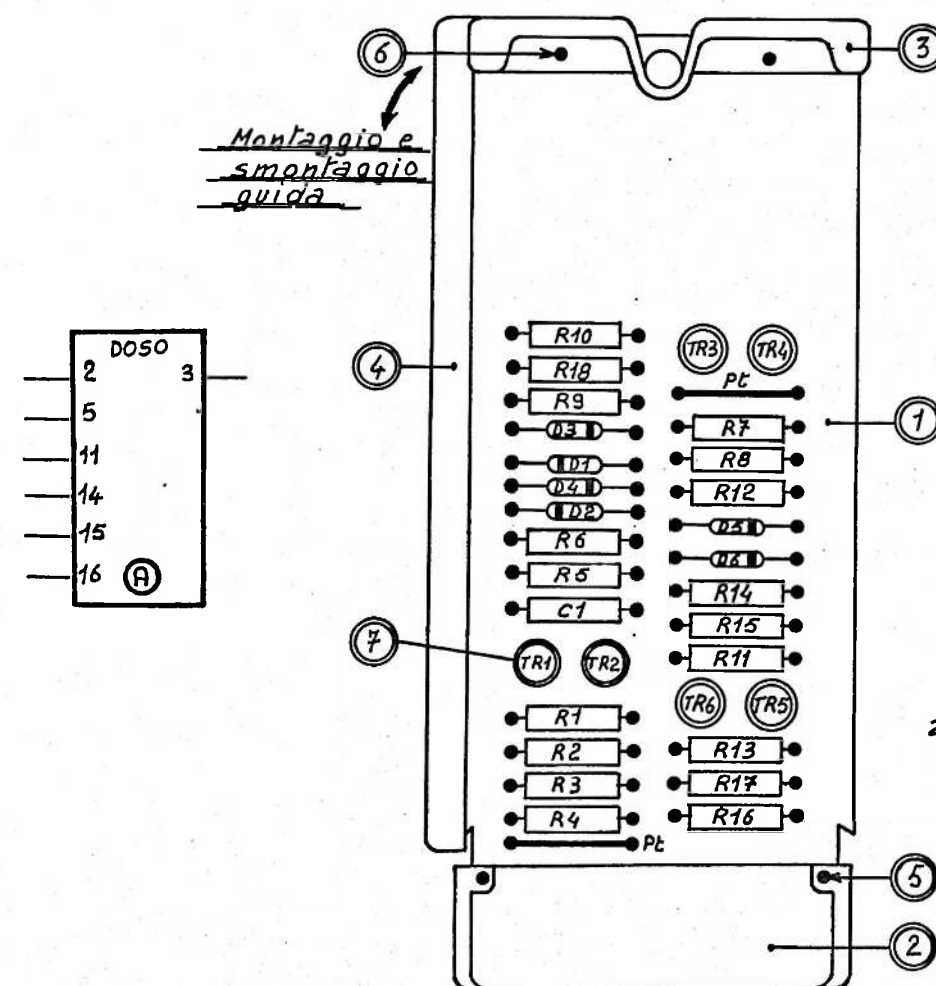 6
3
Montaggio e
smontaggio
guida
DOSO
2
3
5
11
14
15
16
A
4
1
7
5
2
R10
R18
R9
D3
D1
D4
D2
R6
R5
C1
TR1
TR2
R1
R2
R3
R4
Pt
TR3
TR4
Pt
R7
R8
R12
D5
D6
R14
R15
R11
TR6
TR5
R13
R17
R16